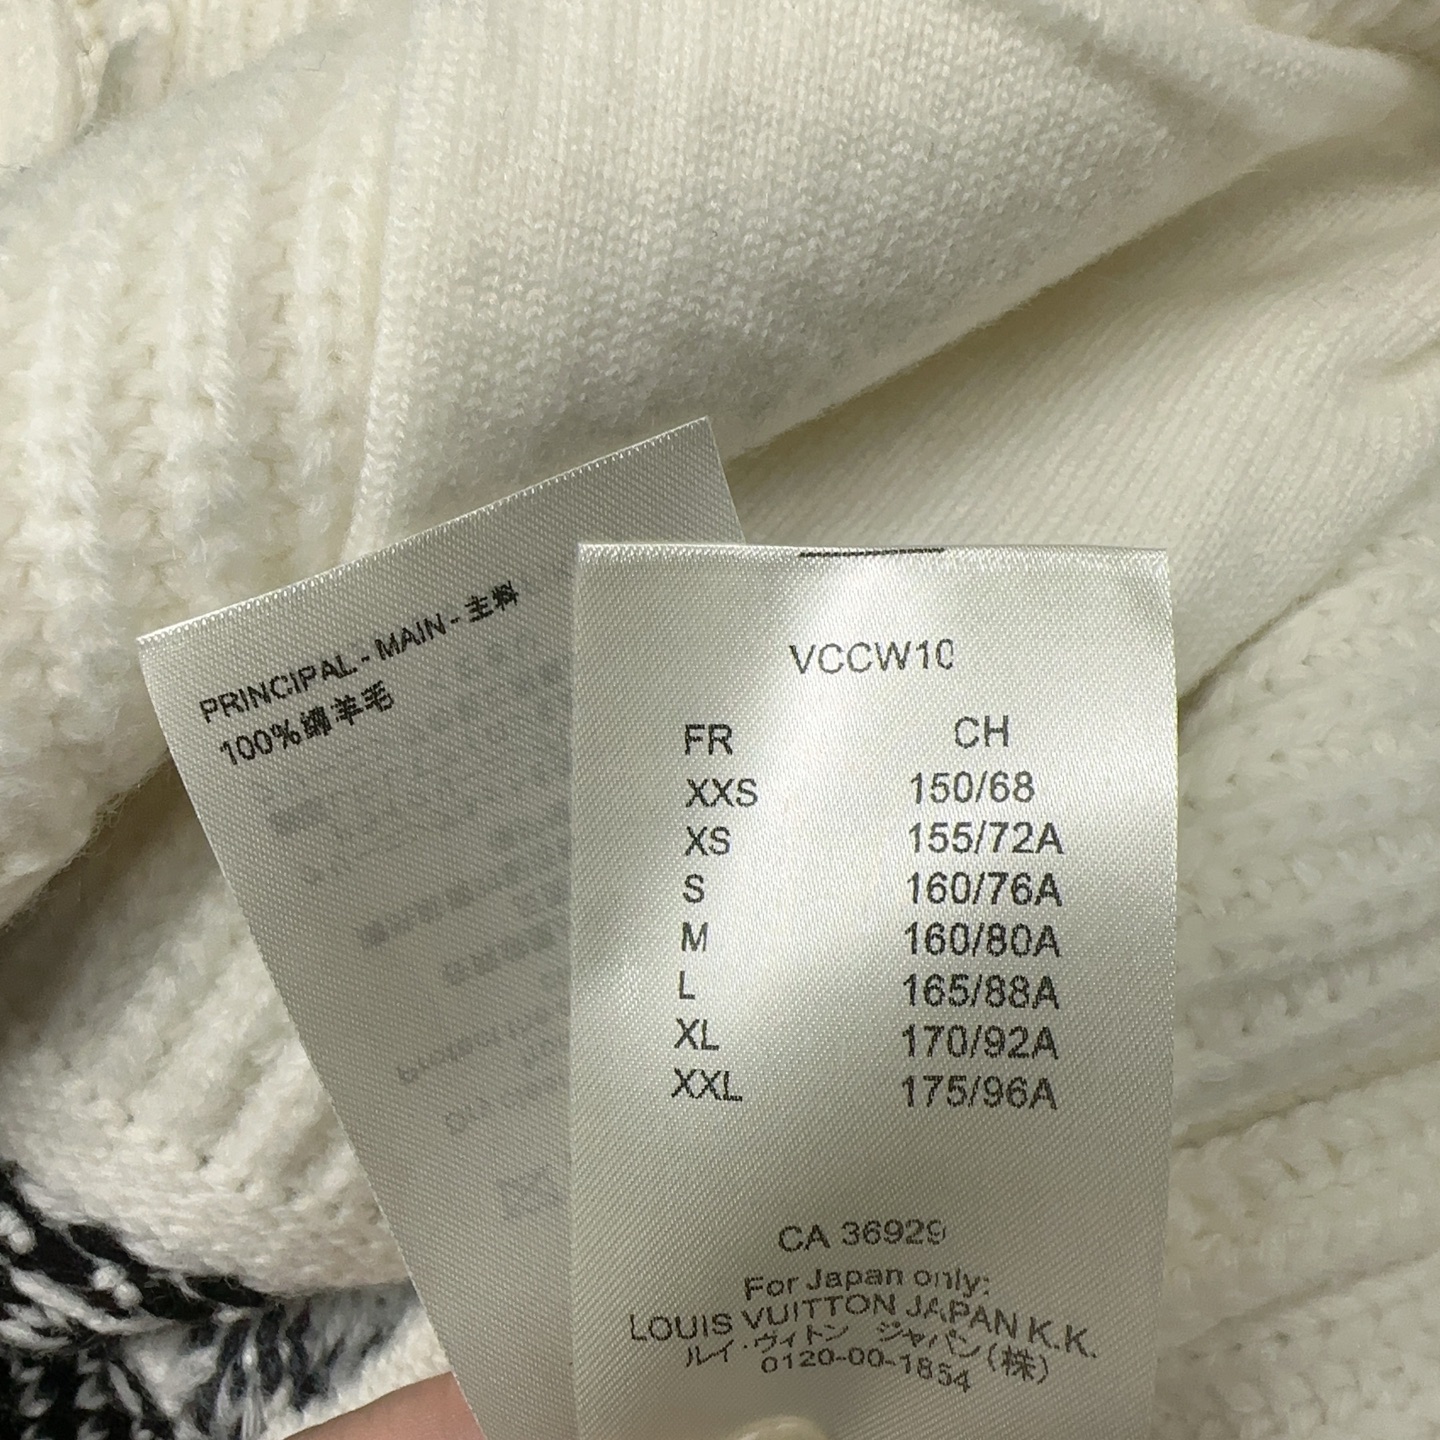 PRINCIPAL - MAIN - 主料
100%绵羊毛
VCCW10
FR CH
XXS 150/68
XS 155/72A
S 160/76A
M 160/80A
L 165/88A
XL 170/92A
XXL 175/96A
CA 36929
For Japan only:
LOUIS VUITTON JAPAN K.K.
ルイ・ヴィトン ジャパン(株)
0120-00-1854